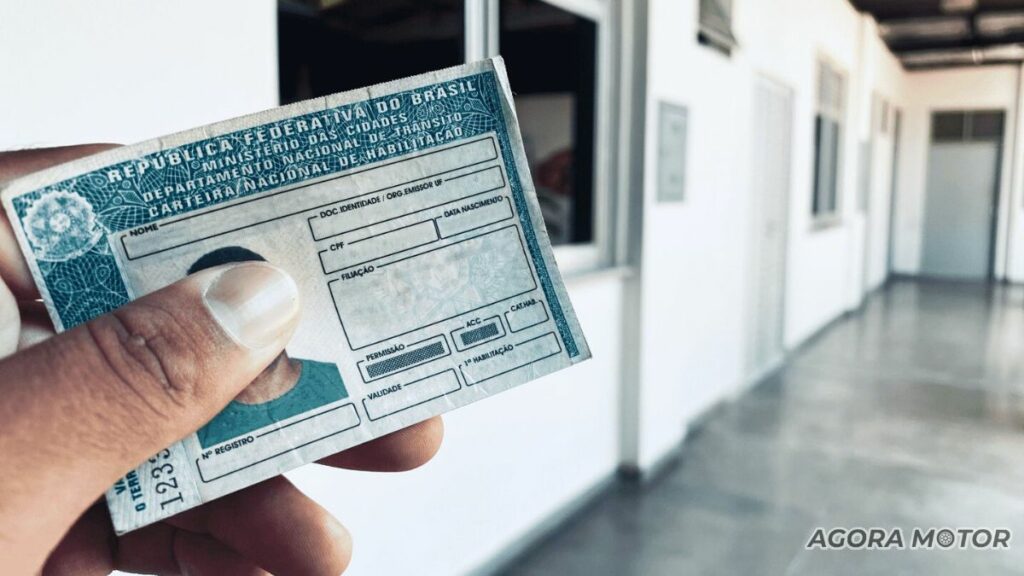 REPÚBLICA FEDERATIVA DO BRASIL
MINISTÉRIO DAS CIDADES
DEPARTAMENTO NACIONAL DE TRÂNSITO
CARTEIRA NACIONAL DE HABILITAÇÃO
NOME
DOC IDENTIDADE / ORG.EMISSOR UF
CPF
DATA NASCIMENTO
FILIAÇÃO
PERMISSÃO
ACC
CAT.HAB.
VALIDADE
1ª HABILITAÇÃO
Nº REGISTRO
O TERR
AGORA MOTOR